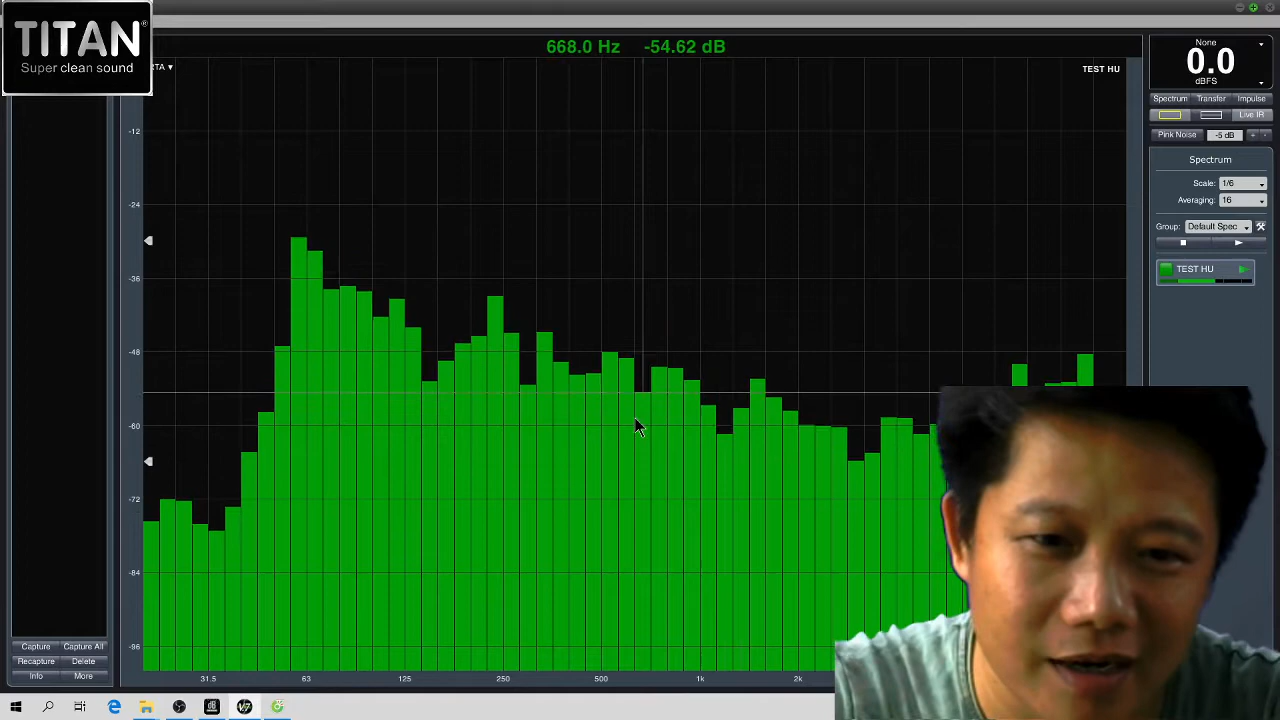 TITAN®
Super clean sound
668.0 Hz -54.62 dB
RTA
TEST HU
None
0.0
dBFS
Spectrum Transfer Impulse
Live IR
Pink Noise -5 dB + -
Spectrum
Scale: 1/6
Averaging: 16
Group: Default Spec
TEST HU
-12
-24
-36
-48
-60
-72
-84
-96
31.5 63 125 250 500 1k 2k
Capture Capture All
Recapture Delete
Info More
dB
V7